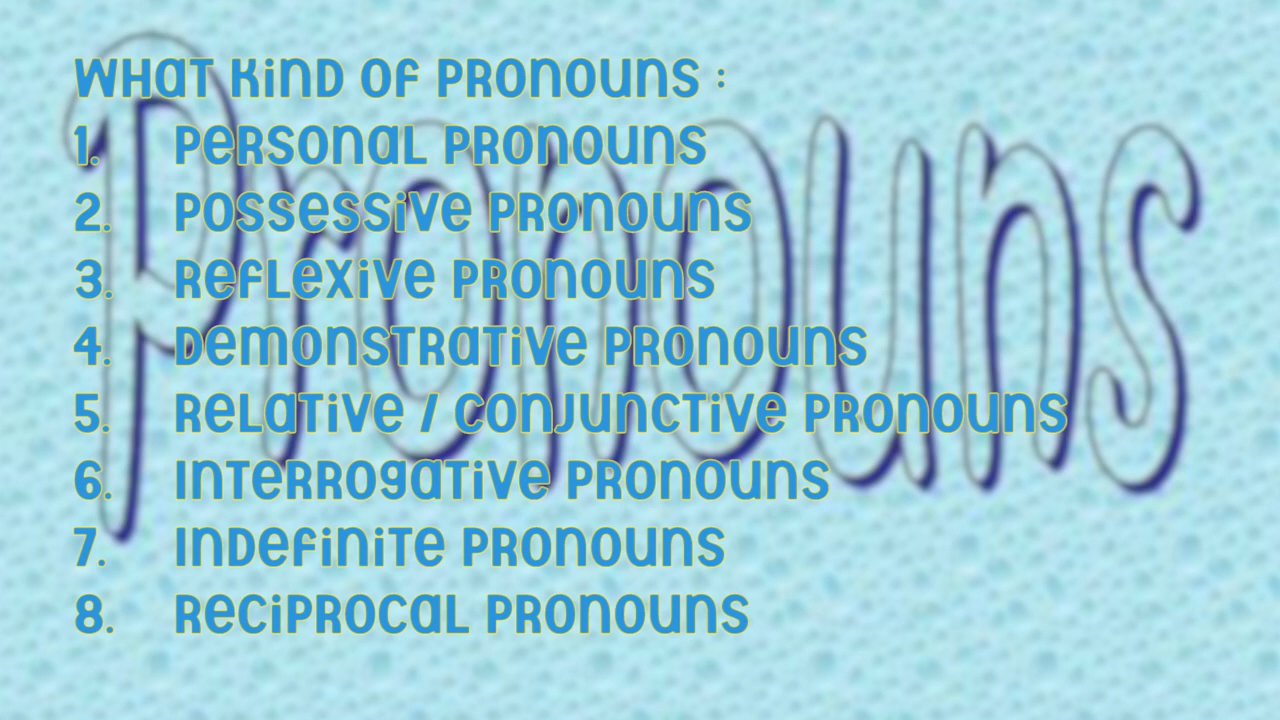 What kind of pronouns :
1. Personal Pronouns
2. Possessive Pronouns
3. Reflexive Pronouns
4. Demonstrative Pronouns
5. Relative / Conjunctive Pronouns
6. Interrogative Pronouns
7. Indefinite Pronouns
8. Reciprocal Pronouns
Pronouns